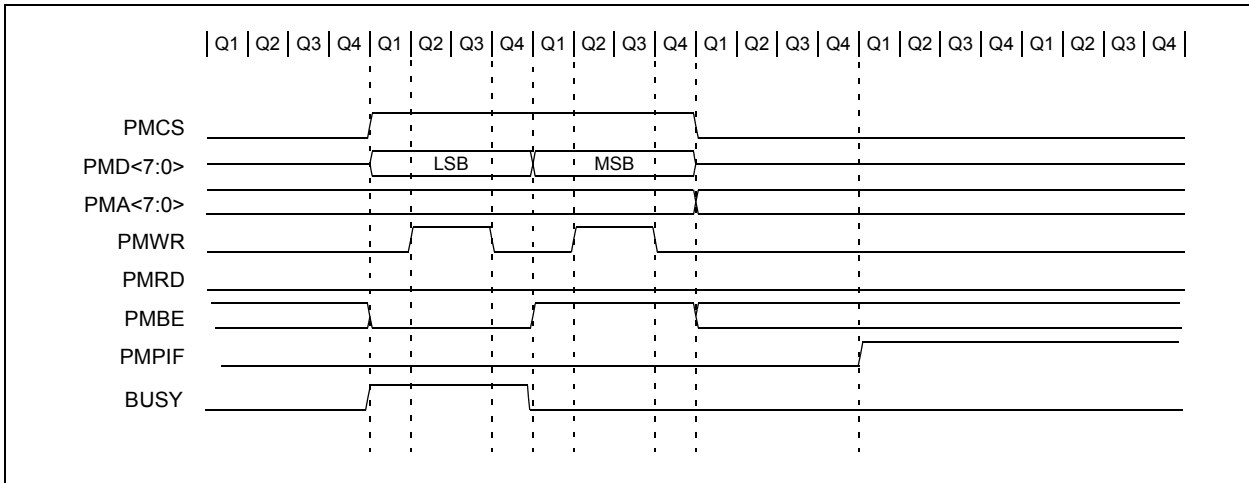 | Q1 | Q2 | Q3 | Q4 | Q1 | Q2 | Q3 | Q4 | Q1 | Q2 | Q3 | Q4 | Q1 | Q2 | Q3 | Q4 | Q1 | Q2 | Q3 | Q4 | Q1 | Q2 | Q3 | Q4 |
PMCS
PMD<7:0> LSB MSB
PMA<7:0>
PMWR
PMRD
PMBE
PMPIF
BUSY